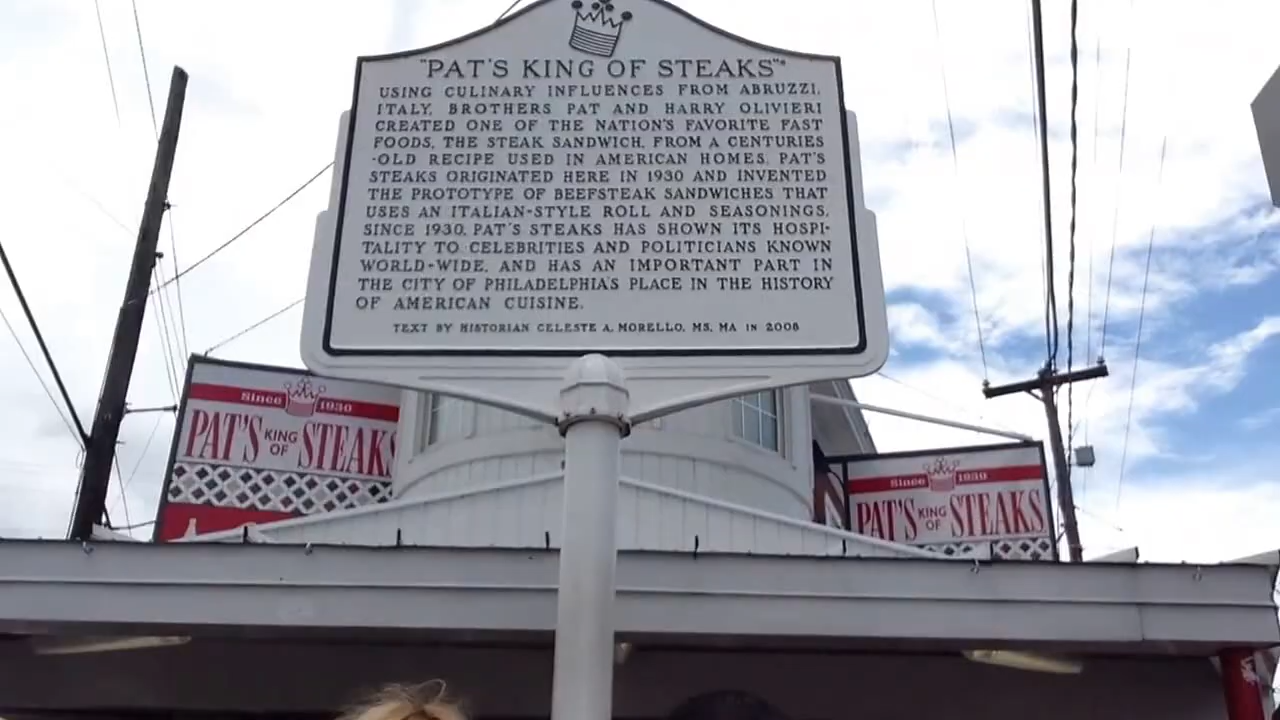 "PAT'S KING OF STEAKS"®
USING CULINARY INFLUENCES FROM ABRUZZI,
ITALY, BROTHERS PAT AND HARRY OLIVIERI
CREATED ONE OF THE NATION'S FAVORITE FAST
FOODS, THE STEAK SANDWICH, FROM A CENTURIES
-OLD RECIPE USED IN AMERICAN HOMES. PAT'S
STEAKS ORIGINATED HERE IN 1930 AND INVENTED
THE PROTOTYPE OF BEEFSTEAK SANDWICHES THAT
USES AN ITALIAN-STYLE ROLL AND SEASONINGS.
SINCE 1930, PAT'S STEAKS HAS SHOWN ITS HOSPI-
TALITY TO CELEBRITIES AND POLITICIANS KNOWN
WORLD-WIDE, AND HAS AN IMPORTANT PART IN
THE CITY OF PHILADELPHIA'S PLACE IN THE HISTORY
OF AMERICAN CUISINE.
TEXT BY HISTORIAN CELESTE A. MORELLO, MS, MA IN 2008
Since 1930
PAT'S KING OF STEAKS
Since 1930
PAT'S KING OF STEAKS